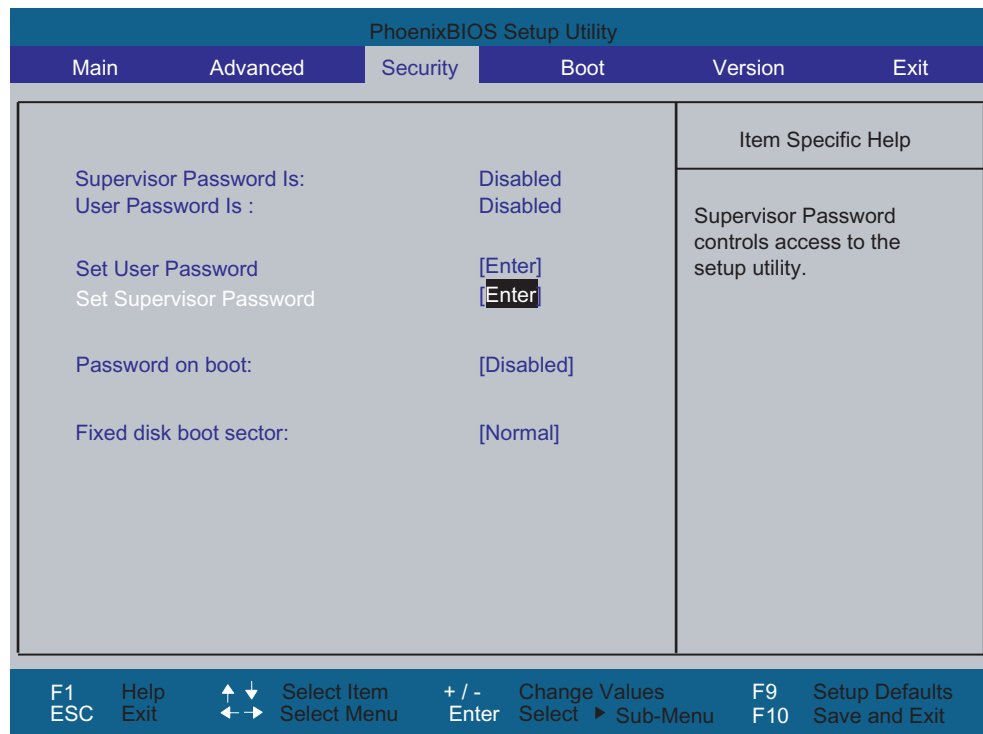 PhoenixBIOS Setup Utility
Main Advanced Security Boot Version Exit
Item Specific Help
Supervisor Password Is: Disabled
User Password Is : Disabled
Supervisor Password
controls access to the
setup utility.
Set User Password [Enter]
Set Supervisor Password [Enter]
Password on boot: [Disabled]
Fixed disk boot sector: [Normal]
F1 Help Select Item + / - Change Values F9 Setup Defaults
ESC Exit Select Menu Enter Select Sub-Menu F10 Save and Exit